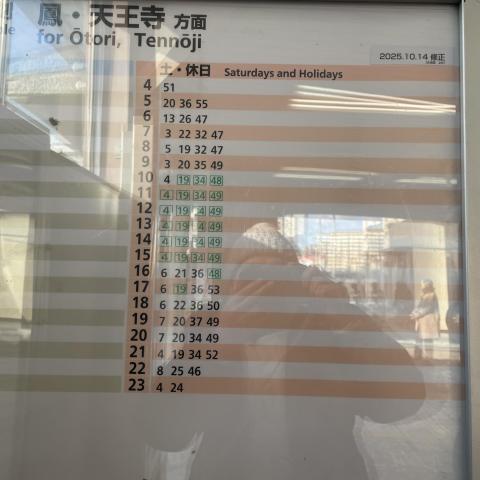 鳳・天王寺 方面
for Ōtori, Tennōji
2025.10.14 修正
土・休日 Saturdays and Holidays
4 51
5 20 36 55
6 13 26 47
7 3 22 32 47
8 5 19 32 47
9 3 20 35 49
10 4 19 34 48
11 4 19 34 49
12 4 19 34 49
13 4 19 34 49
14 4 19 34 49
15 4 19 34 49
16 6 21 36 48
17 6 19 36 53
18 6 22 36 50
19 7 20 37 49
20 7 20 34 49
21 4 19 34 52
22 8 25 46
23 4 24